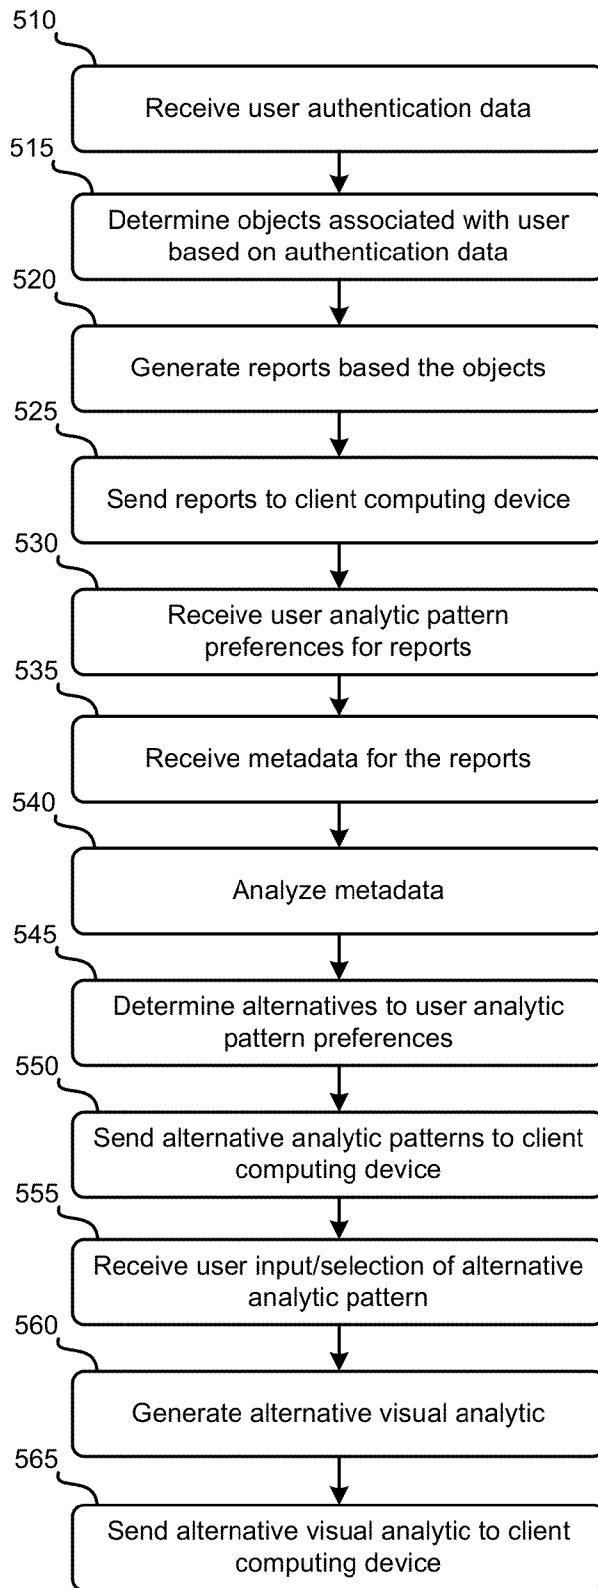 510
Receive user authentication data
515
Determine objects associated with user
based on authentication data
520
Generate reports based the objects
525
Send reports to client computing device
530
Receive user analytic pattern
preferences for reports
535
Receive metadata for the reports
540
Analyze metadata
545
Determine alternatives to user analytic
pattern preferences
550
Send alternative analytic patterns to client
computing device
555
Receive user input/selection of alternative
analytic pattern
560
Generate alternative visual analytic
565
Send alternative visual analytic to client
computing device